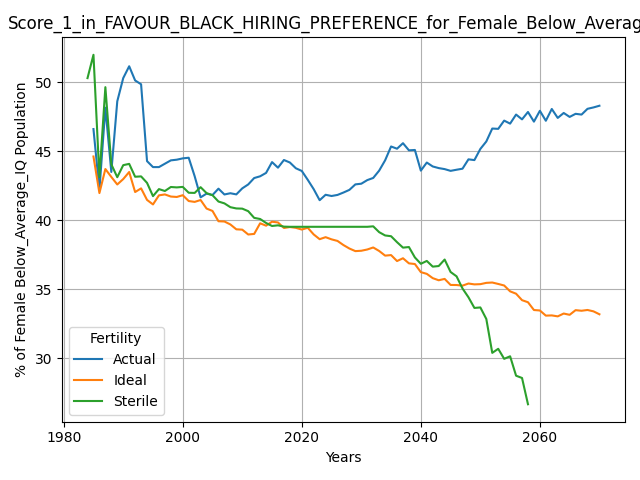 Score_1_in_FAVOUR_BLACK_HIRING_PREFERENCE_for_Female_Below_Averag
% of Female Below_Average_IQ Population
50
45
40
35
30
Fertility
Actual
Ideal
Sterile
1980
2000
2020
2040
2060
Years